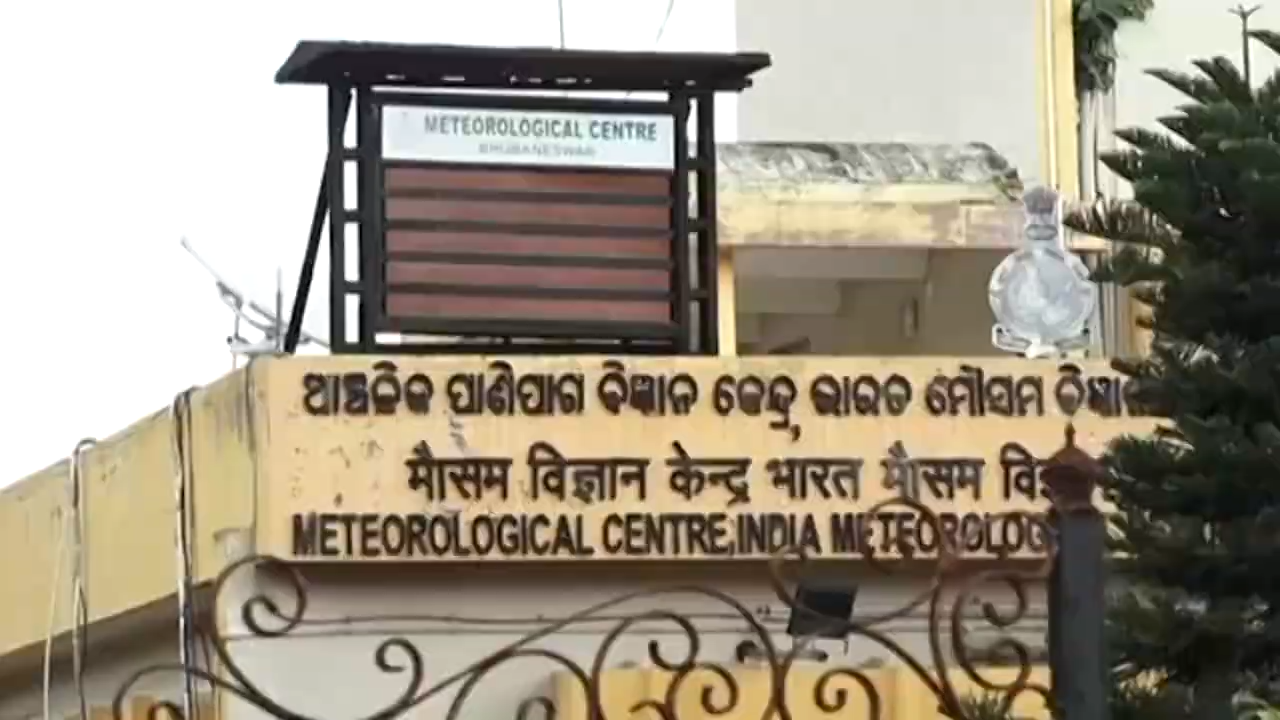 METEOROLOGICAL CENTRE
BHUBANESWAR
ଆଞ୍ଚଳିକ ପାଣିପାଗ ବିଜ୍ଞାନ କେନ୍ଦ୍ର, ଭାରତ ମୌସମ ବିଜ୍ଞାନ
मौसम विज्ञान केन्द्र भारत मौसम
METEOROLOGICAL CENTRE, INDIA